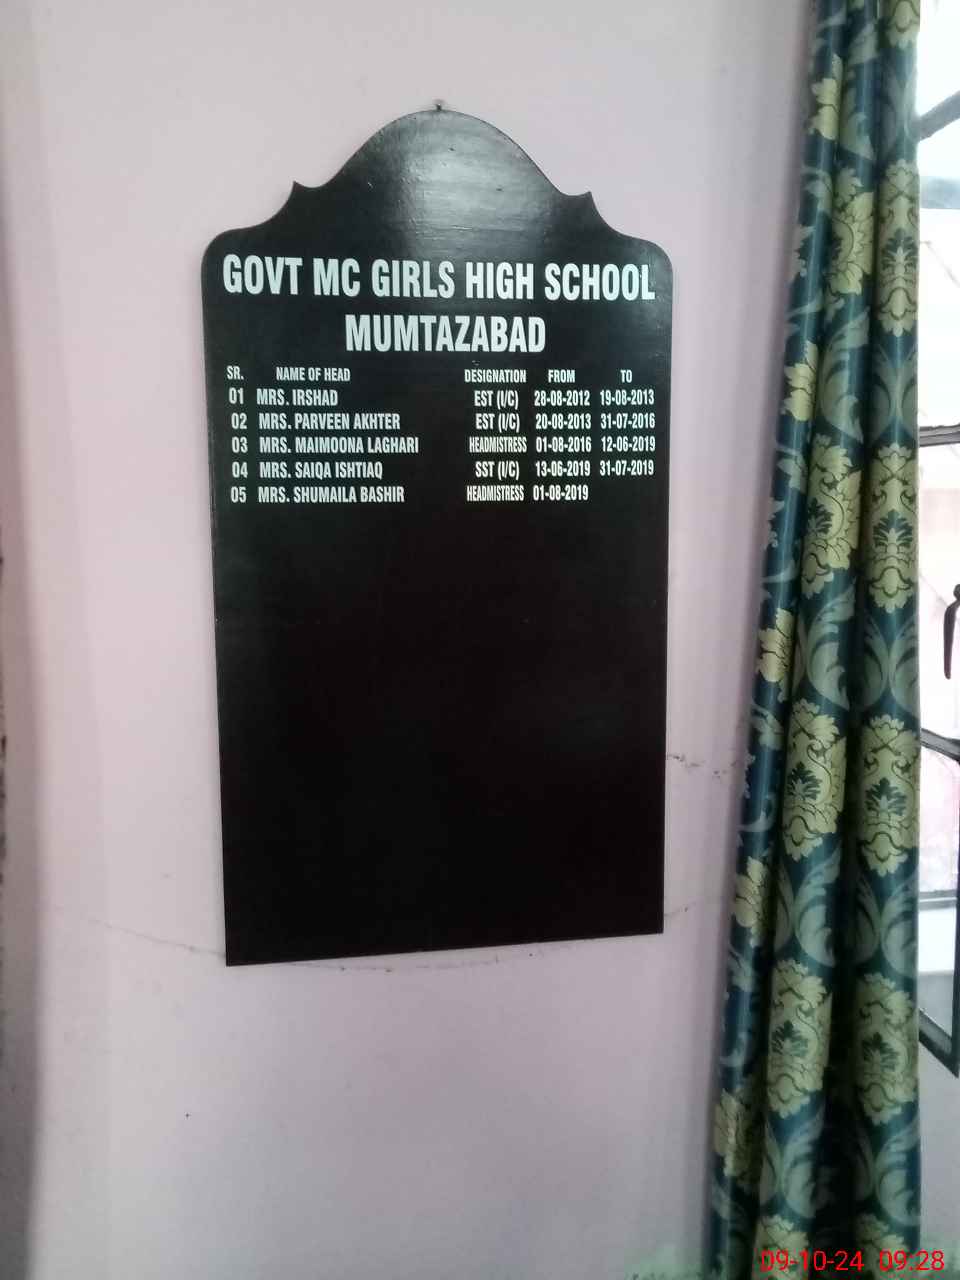 GOVT MC GIRLS HIGH SCHOOL
MUMTAZABAD
SR. NAME OF HEAD DESIGNATION FROM TO
01 MRS. IRSHAD EST (I/C) 28-08-2012 19-08-2013
02 MRS. PARVEEN AKHTER EST (I/C) 20-08-2013 31-07-2016
03 MRS. MAIMOONA LAGHARI HEADMISTRESS 01-08-2016 12-06-2019
04 MRS. SAIQA ISHTIAQ SST (I/C) 13-06-2019 31-07-2019
05 MRS. SHUMAILA BASHIR HEADMISTRESS 01-08-2019
09-10-24 09:28